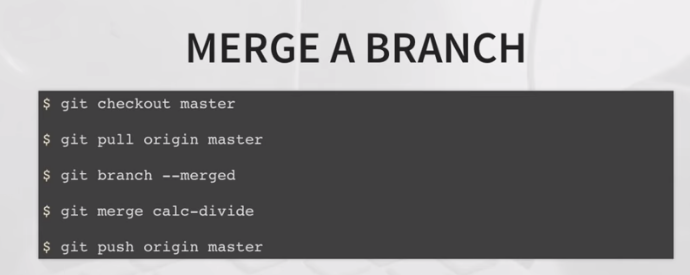 MERGE A BRANCH
$ git checkout master
$ git pull origin master
$ git branch --merged
$ git merge calc-divide
$ git push origin master